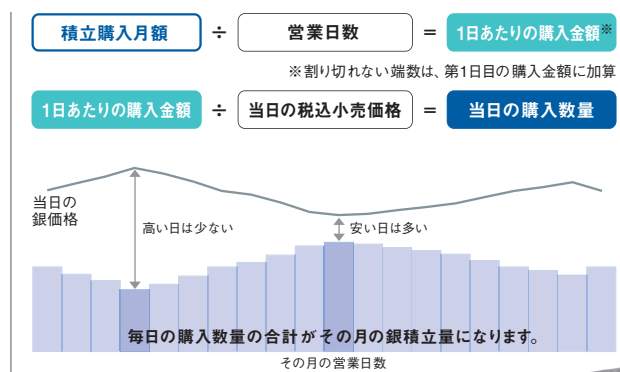 積立購入月額 ÷ 営業日数 = 1日あたりの購入金額※
※割り切れない端数は、第1日目の購入金額に加算
1日あたりの購入金額 ÷ 当日の税込小売価格 = 当日の購入数量
当日の
銀価格
高い日は少ない
安い日は多い
毎日の購入数量の合計がその月の銀積立量になります。
その月の営業日数